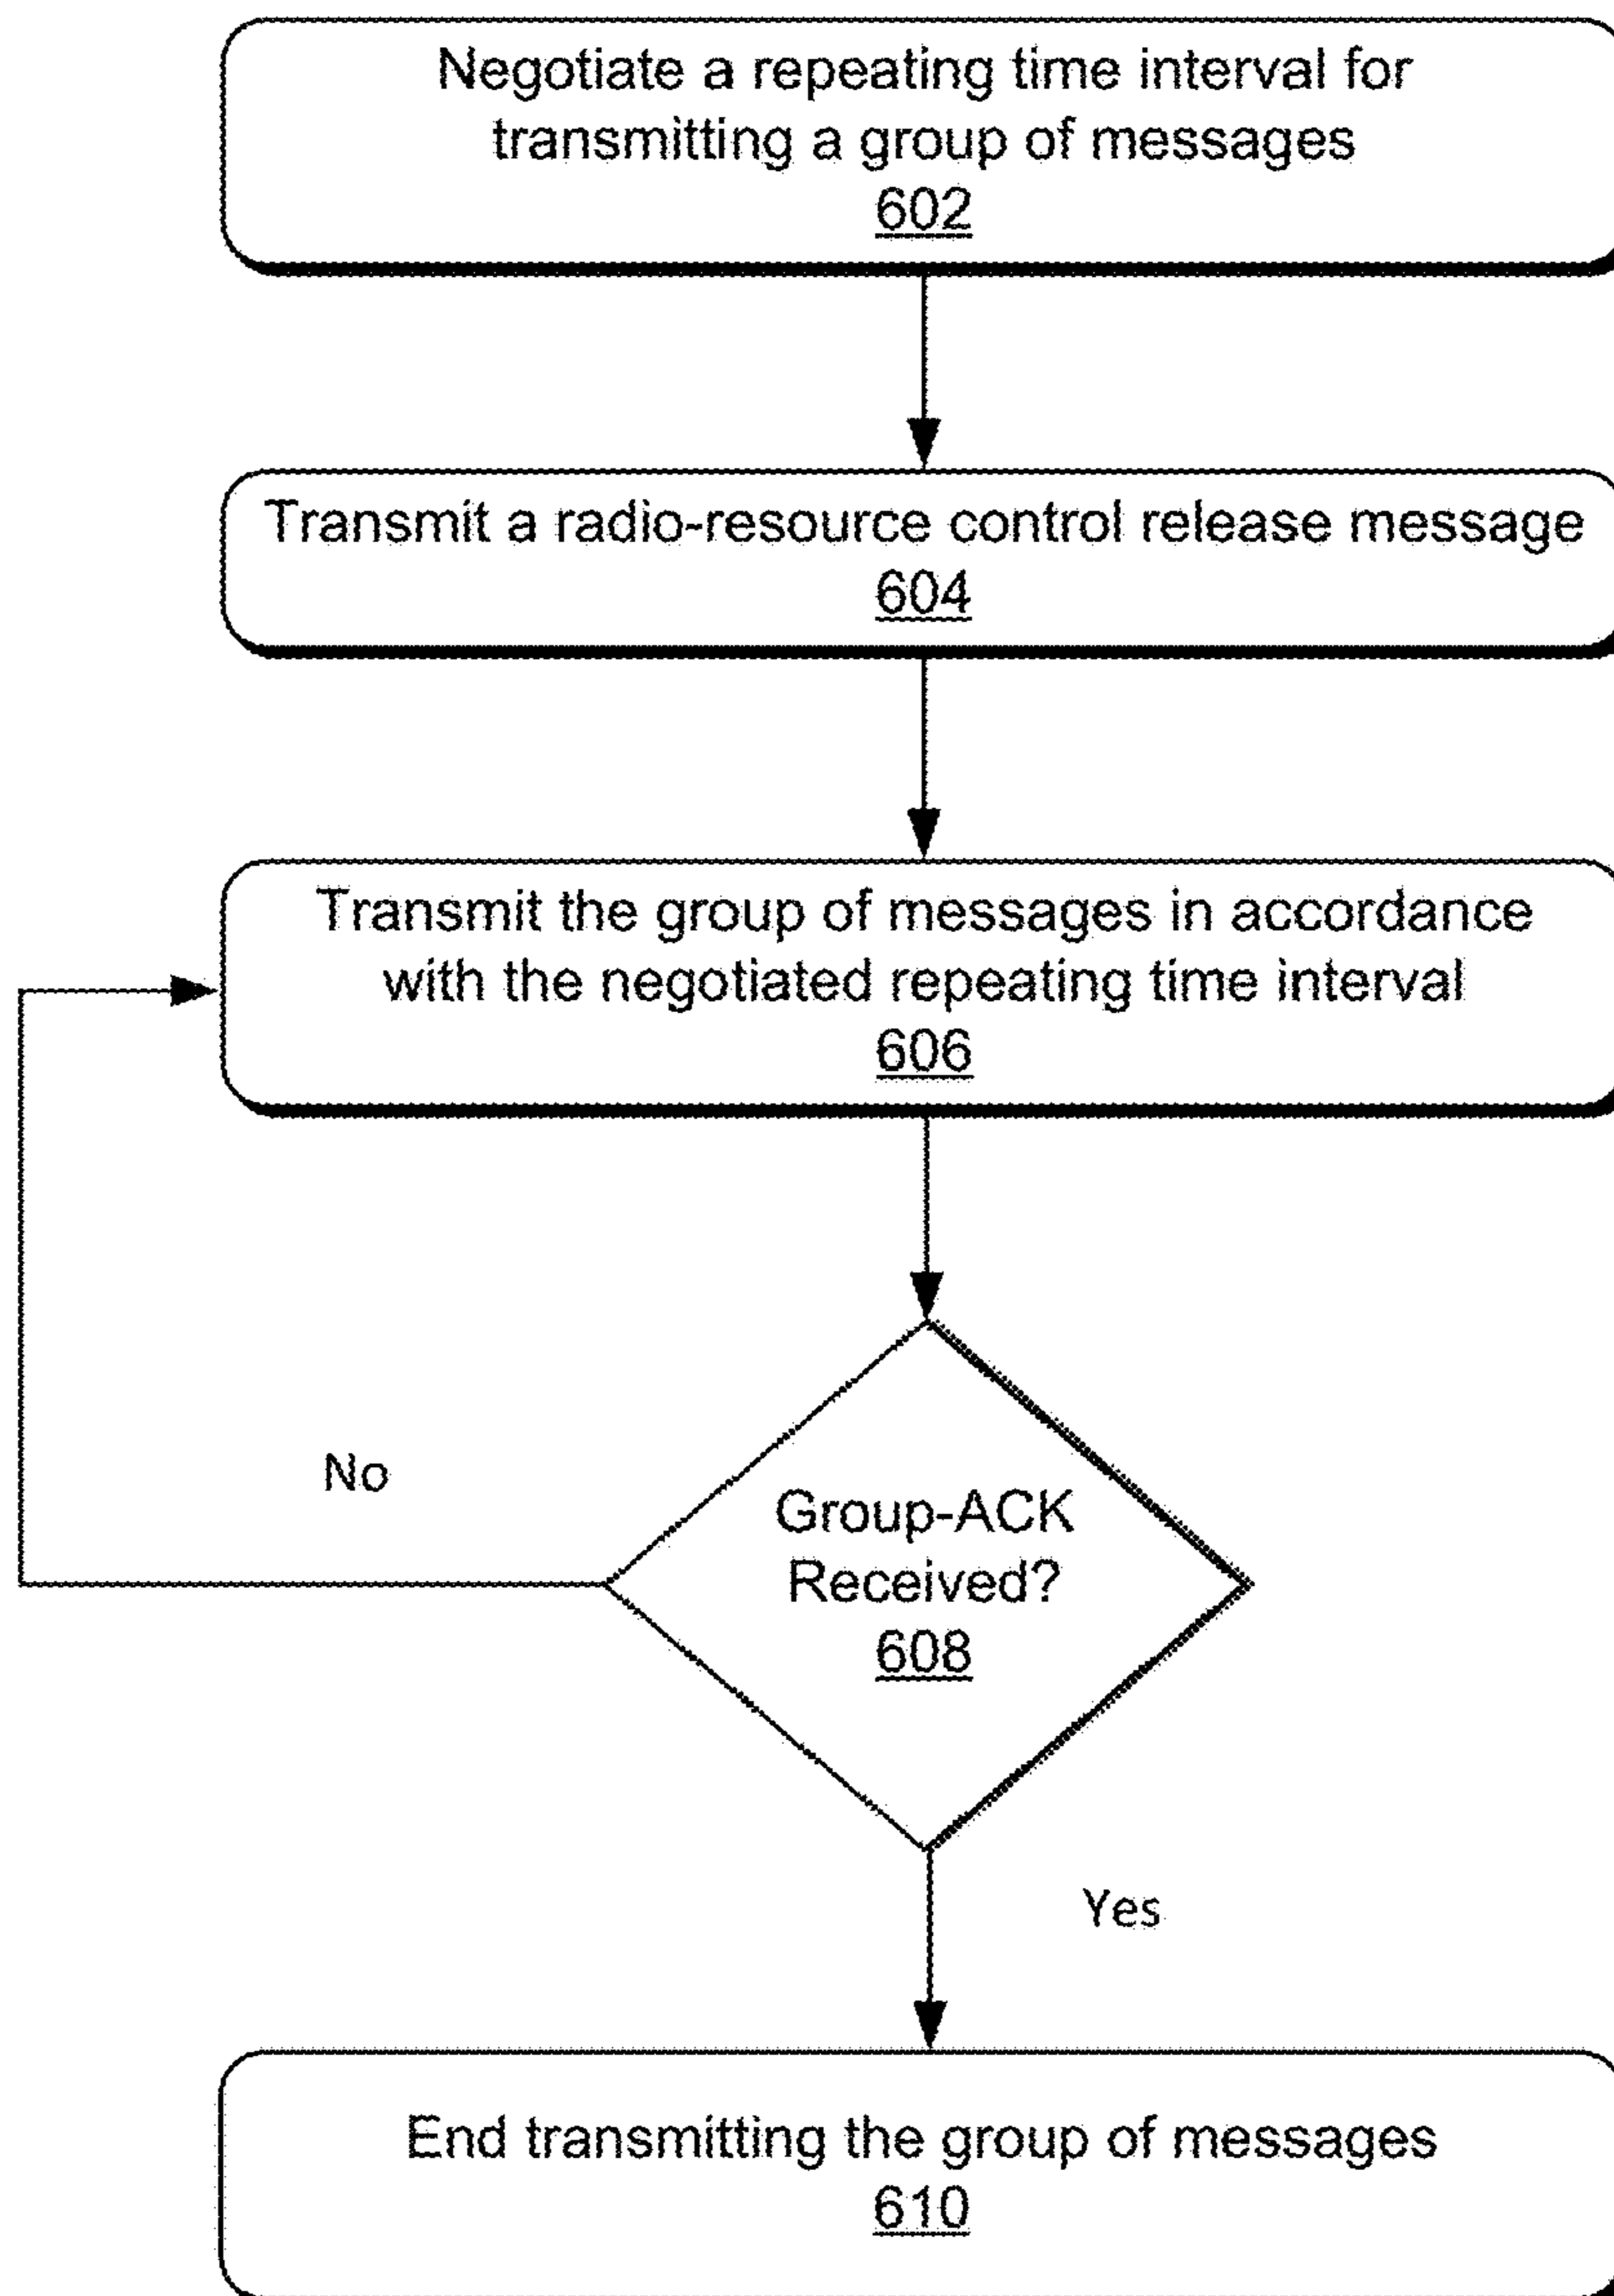 Negotiate a repeating time interval for
transmitting a group of messages
602
Transmit a radio-resource control release message
604
Transmit the group of messages in accordance
with the negotiated repeating time interval
606
No
Group-ACK
Received?
608
Yes
End transmitting the group of messages
610